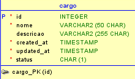 cargo
P * id INTEGER
* nome VARCHAR2 (50 CHAR)
* descricao VARCHAR2 (255 CHAR)
* created_at TIMESTAMP
* updated_at TIMESTAMP
* status CHAR (1)
cargo_PK (id)